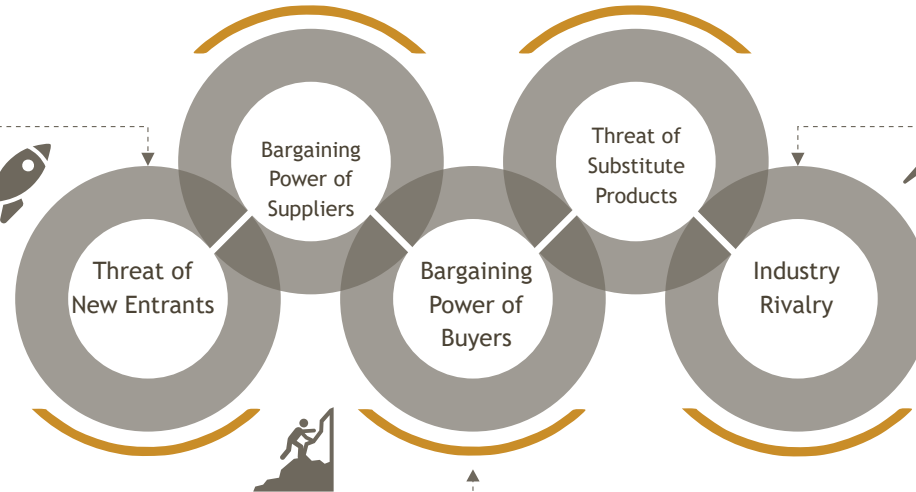 Threat of
New Entrants
Bargaining
Power of
Suppliers
Bargaining
Power of
Buyers
Threat of
Substitute
Products
Industry
Rivalry